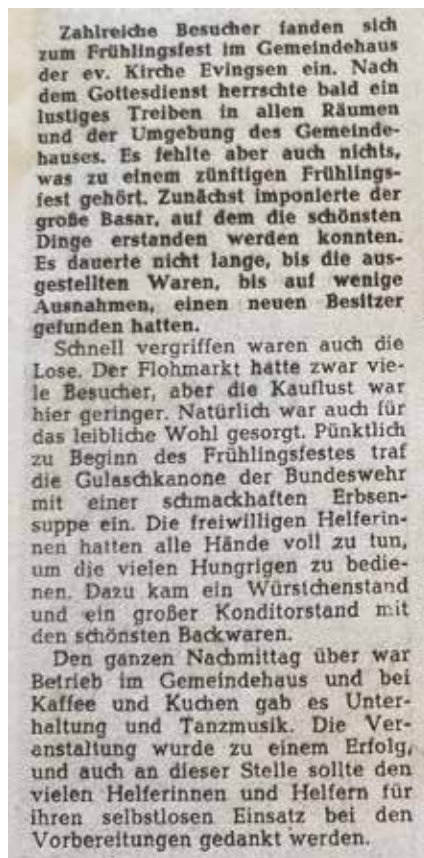 Zahlreiche Besucher fanden sich
zum Frühlingsfest im Gemeindehaus
der ev. Kirche Evingsen ein. Nach
dem Gottesdienst herrschte bald ein
lustiges Treiben in allen Räumen
und der Umgebung des Gemeinde-
hauses. Es fehlte aber auch nichts,
was zu einem zünftigen Frühlings-
fest gehört. Zunächst imponierte der
große Basar, auf dem die schönsten
Dinge erstanden werden konnten.
Es dauerte nicht lange, bis die aus-
gestellten Waren, bis auf wenige
Ausnahmen, einen neuen Besitzer
gefunden hatten.
Schnell vergriffen waren auch die
Lose. Der Flohmarkt hatte zwar vie-
le Besucher, aber die Kauflust war
hier geringer. Natürlich war auch für
das leibliche Wohl gesorgt. Pünktlich
zu Beginn des Frühlingsfestes traf
die Gulaschkanone der Bundeswehr
mit einer schmackhaften Erbsen-
suppe ein. Die freiwilligen Helferin-
nen hatten alle Hände voll zu tun,
um die vielen Hungrigen zu bedie-
nen. Dazu kam ein Würstchenstand
und ein großer Konditorstand mit
den schönsten Backwaren.
Den ganzen Nachmittag über war
Betrieb im Gemeindehaus und bei
Kaffee und Kuchen gab es Unter-
haltung und Tanzmusik. Die Ver-
anstaltung wurde zu einem Erfolg,
und auch an dieser Stelle sollte den
vielen Helferinnen und Helfern für
ihren selbstlosen Einsatz bei den
Vorbereitungen gedankt werden.